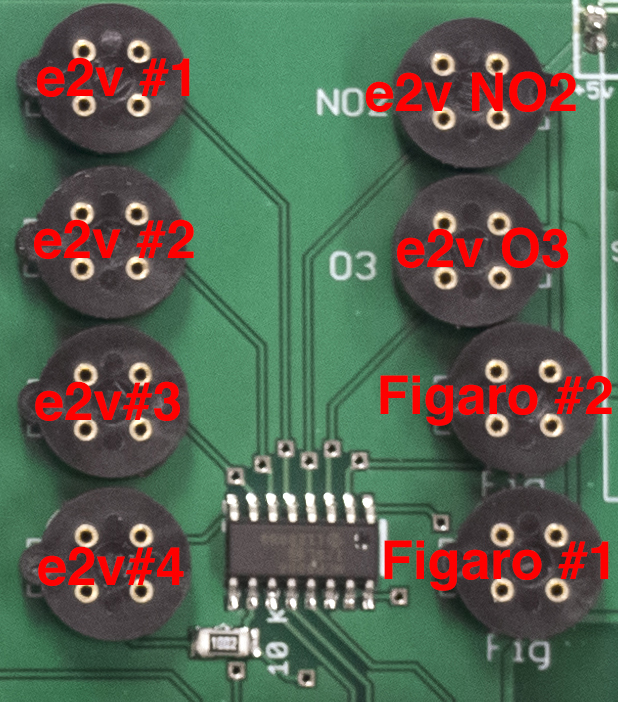 e2v #1
NO2
e2v NO2
+5v
e2v #2
O3
e2v O3
e2v#3
Figaro #2
Fig
e2v#4
Figaro #1
1002
10 K
Fig